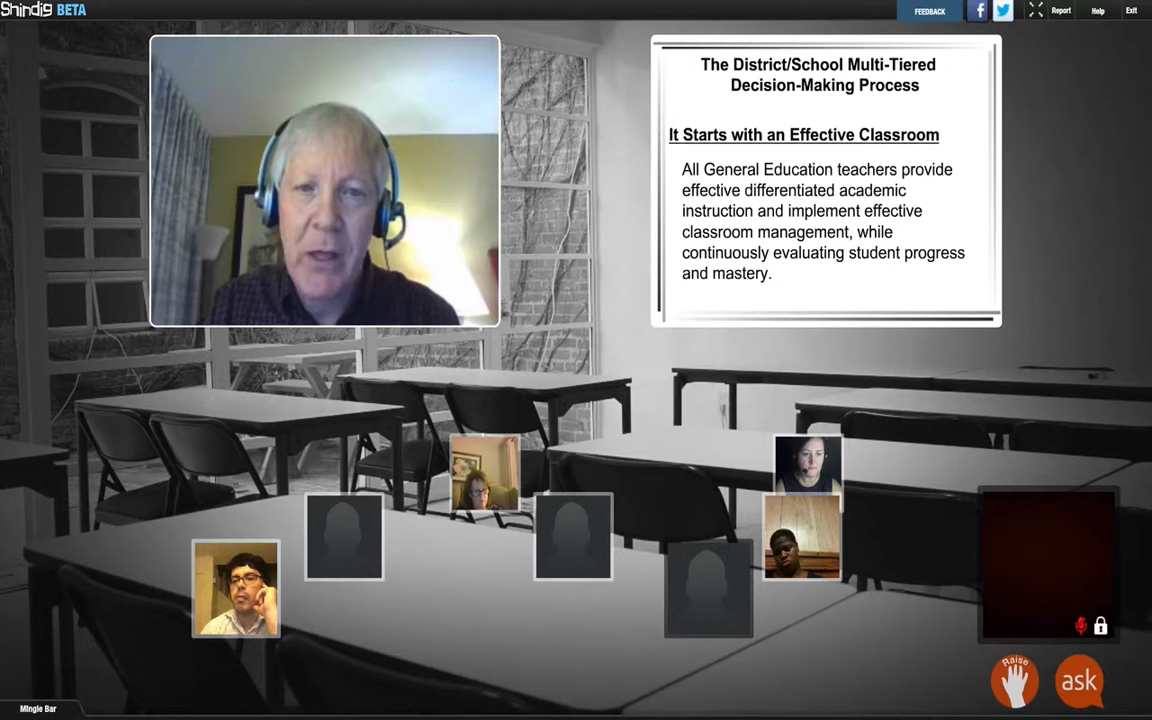 Shindig BETA
FEEDBACK
Report
Help
Exit
The District/School Multi-Tiered
Decision-Making Process
It Starts with an Effective Classroom
All General Education teachers provide
effective differentiated academic
instruction and implement effective
classroom management, while
continuously evaluating student progress
and mastery.
Raise
ask
Mingle Bar